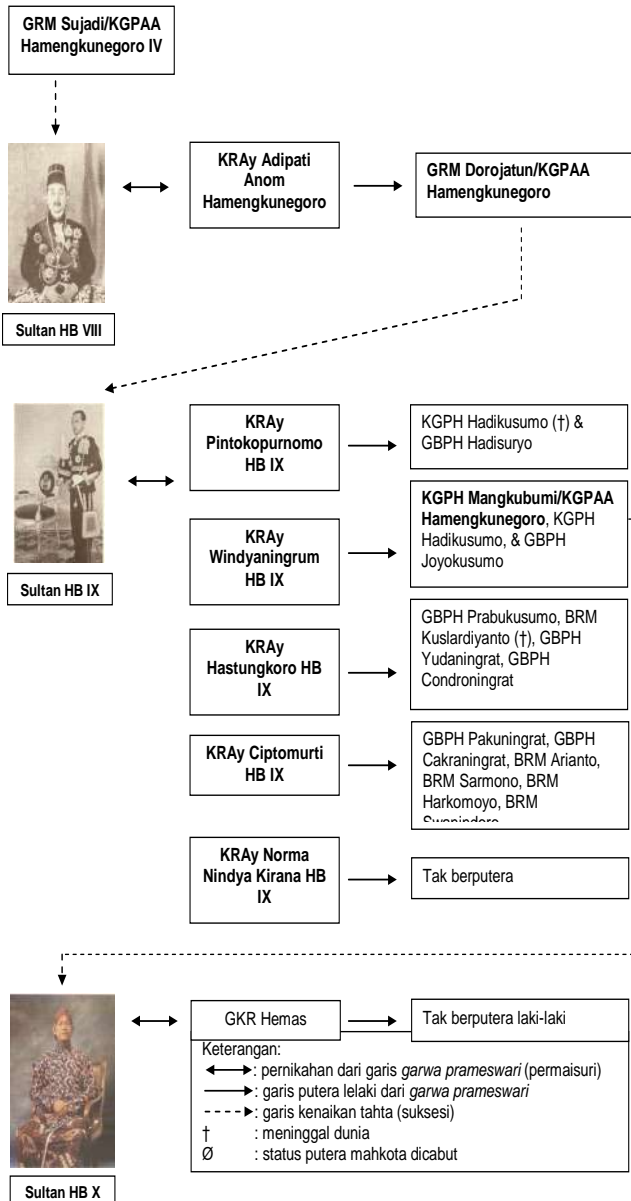 GRM Sujadi/KGPAA
Hamengkunegoro IV
KRAy Adipati
Anom
Hamengkunegoro
GRM Dorojatun/KGPAA
Hamengkunegoro
Sultan HB VIII
KRAy
Pintokopurnomo
HB IX
KGPH Hadikusumo (†) &
GBPH Hadisuryo
KRAy
Windyaningrum
HB IX
KGPH Mangkubumi/KGPAA
Hamengkunegoro, KGPH
Hadikusumo, & GBPH
Joyokusumo
Sultan HB IX
KRAy
Hastungkoro HB
IX
GBPH Prabukusumo, BRM
Kuslardiyanto (†), GBPH
Yudaningrat, GBPH
Condroningrat
KRAy Ciptomurti
HB IX
GBPH Pakuningrat, GBPH
Cakraningrat, BRM Arianto,
BRM Sarmono, BRM
Harkomoyo, BRM
KRAy Norma
Nindya Kirana HB
IX
Tak berputera
GKR Hemas
Tak berputera laki-laki
Keterangan:
: pernikahan dari garis garwa prameswari (permaisuri)
: garis putera lelaki dari garwa prameswari
: garis kenaikan tahta (suksesi)
† : meninggal dunia
Ø : status putera mahkota dicabut
Sultan HB X